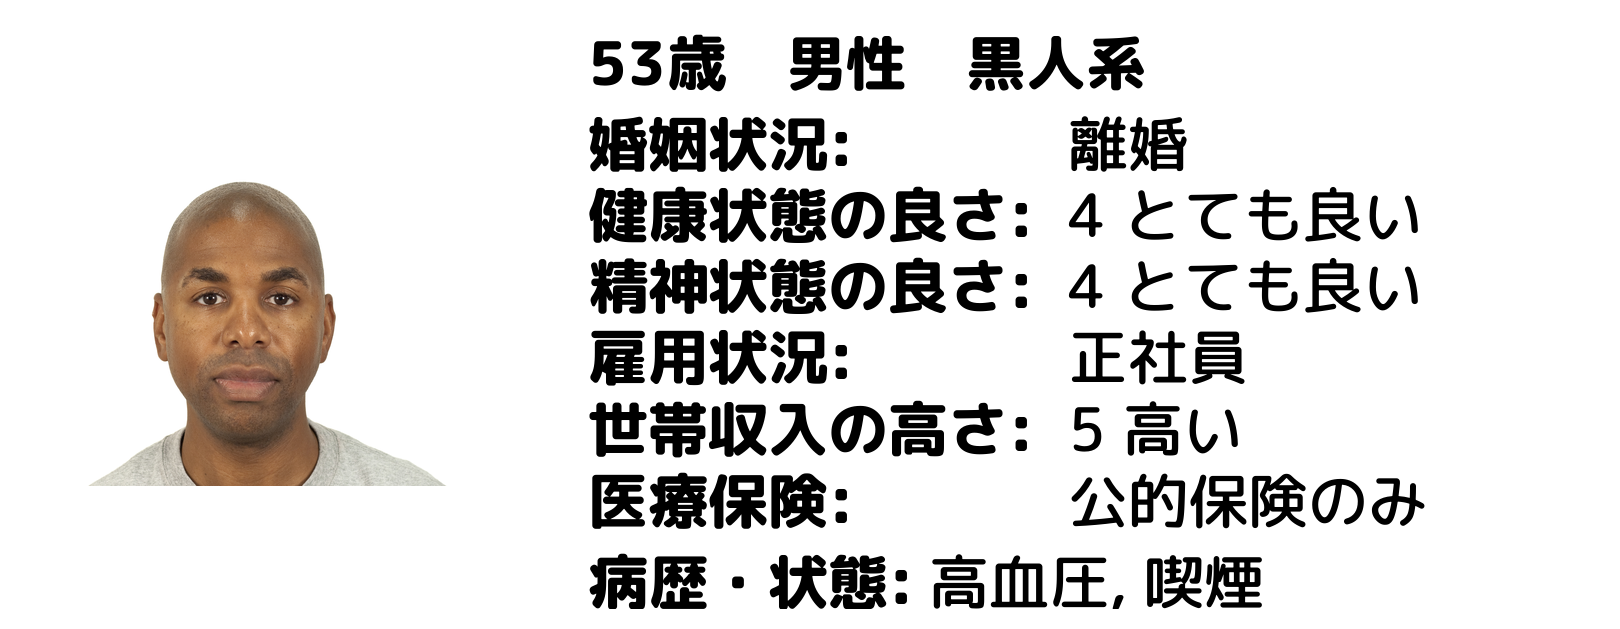 53歳　男性　黒人系
婚姻状況: 離婚
健康状態の良さ: 4 とても良い
精神状態の良さ: 4 とても良い
雇用状況: 正社員
世帯収入の高さ: 5 高い
医療保険: 公的保険のみ
病歴・状態: 高血圧, 喫煙